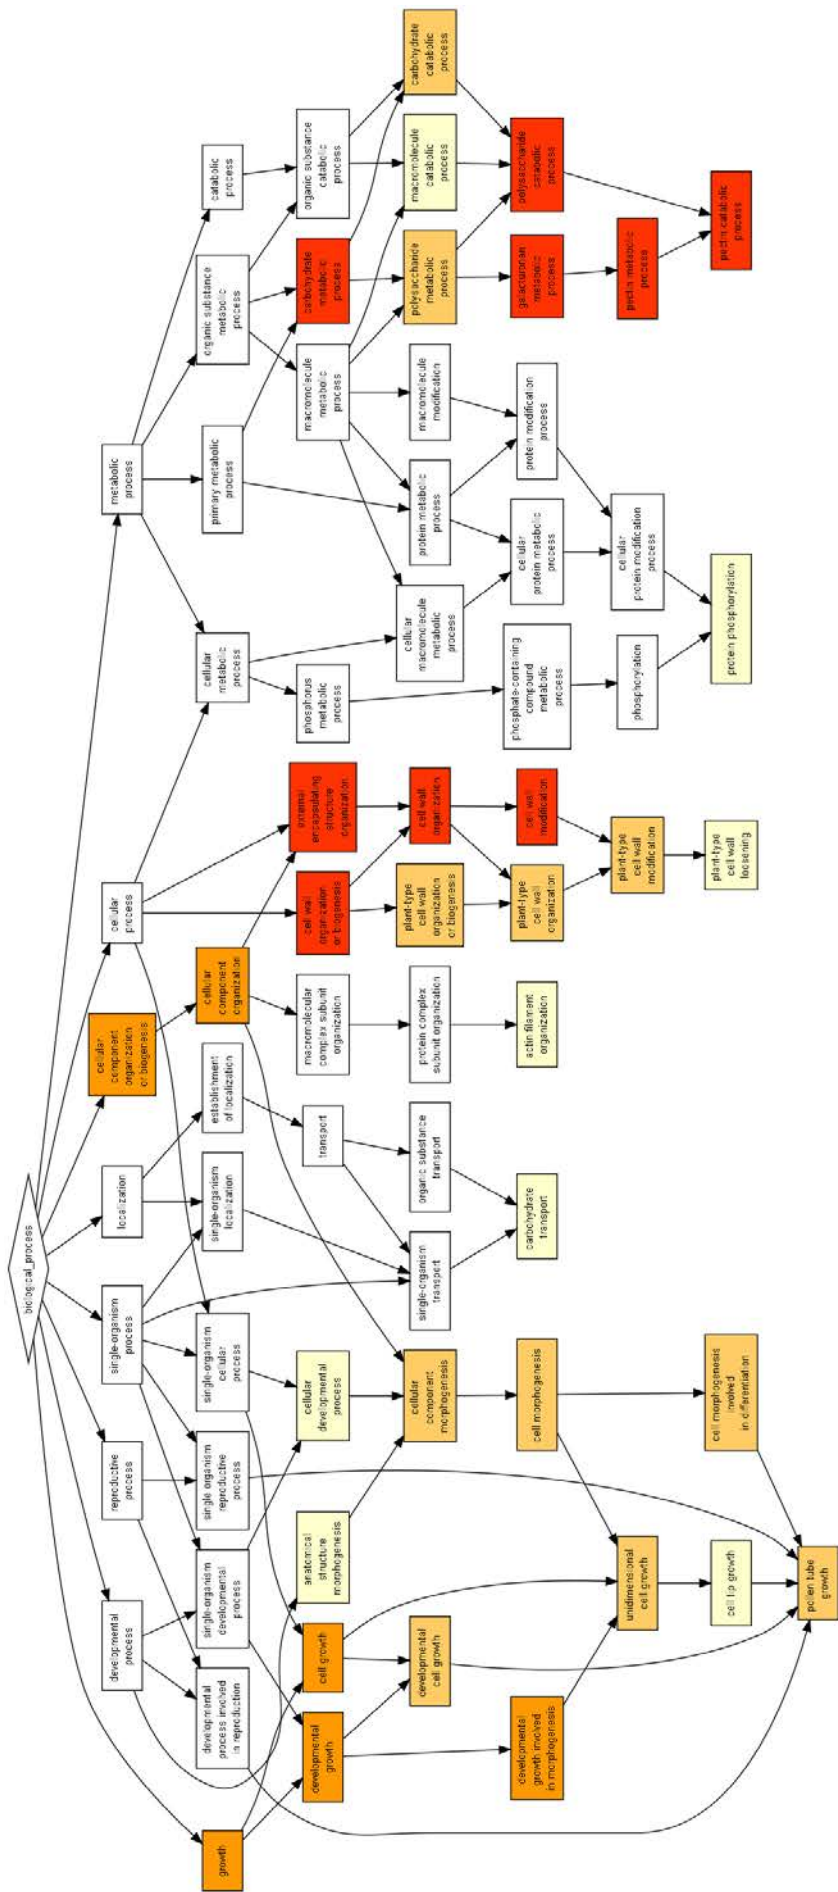 biological_process
developmental
process
reproductive
process
single-organism
process
localization
cellular
component
organization
or biogenesis
cellular
process
metabolic
process
growth
developmental
process involved
in reproduction
single-organism
developmental
process
single organism
reproductive
process
single-organism
cellular
process
single-organism
localization
establishment
of localization
cellular
component
organization
cellular
metabolic
process
primary metabolic
process
organic substance
metabolic
process
catabolic
process
developmental
growth
cell growth
anatomical
structure
morphogenesis
cellular
developmental
process
transport
macromolecular
complex subunit
organization
cell wall
organization
or biogenesis
external
encapsulating
structure
organization
phosphorus
metabolic
process
macromolecule
metabolic
process
carbohydrate
metabolic
process
organic substance
catabolic
process
developmental
cell growth
cellular
component
morphogenesis
single-organism
transport
organic substance
transport
protein complex
subunit organization
plant-type
cell wall
organization
or biogenesis
cell wall
organization
cellular
macromolecule
metabolic
process
protein metabolic
process
macromolecule
modification
polysaccharide
metabolic
process
macromolecule
catabolic
process
carbohydrate
catabolic
process
developmental
growth involved
in morphogenesis
cell morphogenesis
carbohydrate
transport
actin filament
organization
plant-type
cell wall
organization
cell wall
modification
phosphate-containing
compound
metabolic
process
cellular
protein metabolic
process
protein modification
process
galacturonan
metabolic
process
polysaccharide
catabolic
process
unidimensional
cell growth
plant-type
cell wall
modification
phosphorylation
cellular
protein modification
process
pectin metabolic
process
cell tip growth
cell morphogenesis
involved
in differentiation
plant-type
cell wall
loosening
protein phosphorylation
pectin catabolic
process
pollen tube
growth